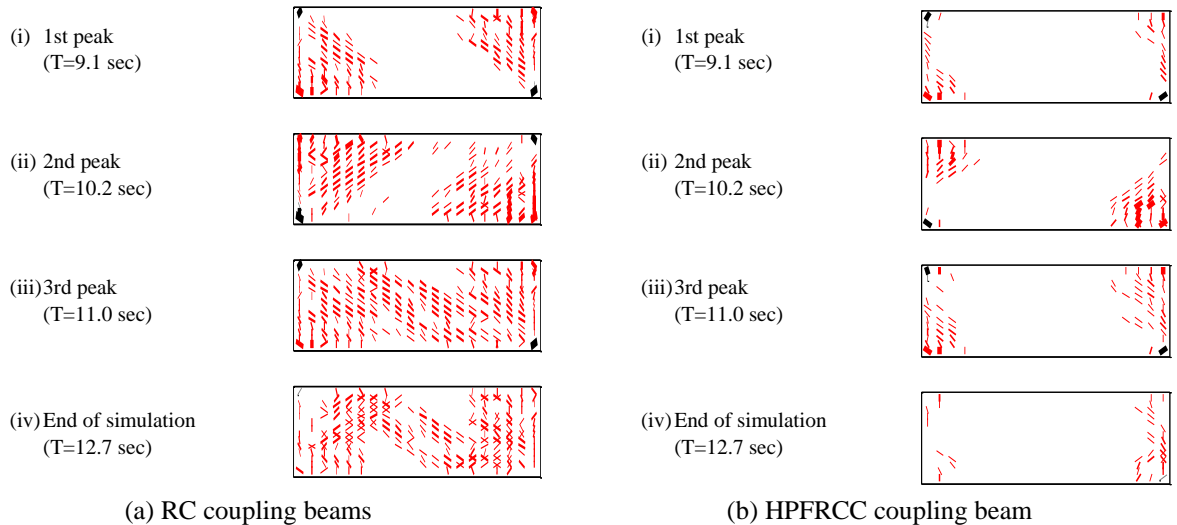 (i) 1st peak
(T=9.1 sec)
(ii) 2nd peak
(T=10.2 sec)
(iii) 3rd peak
(T=11.0 sec)
(iv) End of simulation
(T=12.7 sec)
(a) RC coupling beams
(i) 1st peak
(T=9.1 sec)
(ii) 2nd peak
(T=10.2 sec)
(iii) 3rd peak
(T=11.0 sec)
(iv) End of simulation
(T=12.7 sec)
(b) HPFRCC coupling beam